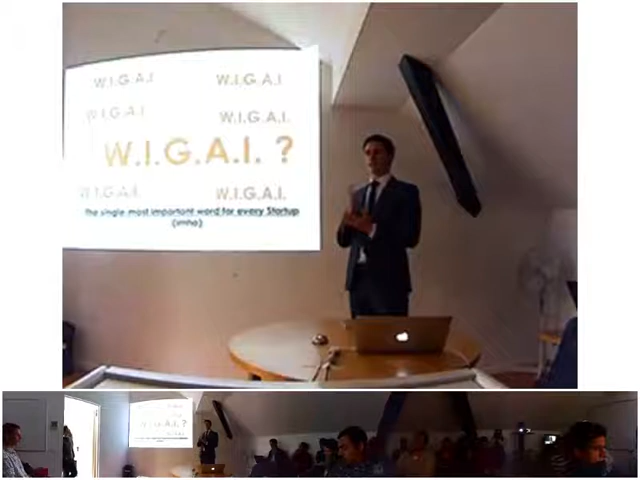 W.I.G.A.I W.I.G.A.I
W.I.G.A.I W.I.G.A.I.
W.I.G.A.I. ?
W.I.G.A.I. W.I.G.A.I.
The single most important word for every Startup
(imho)
W.I.G.A.I. ?